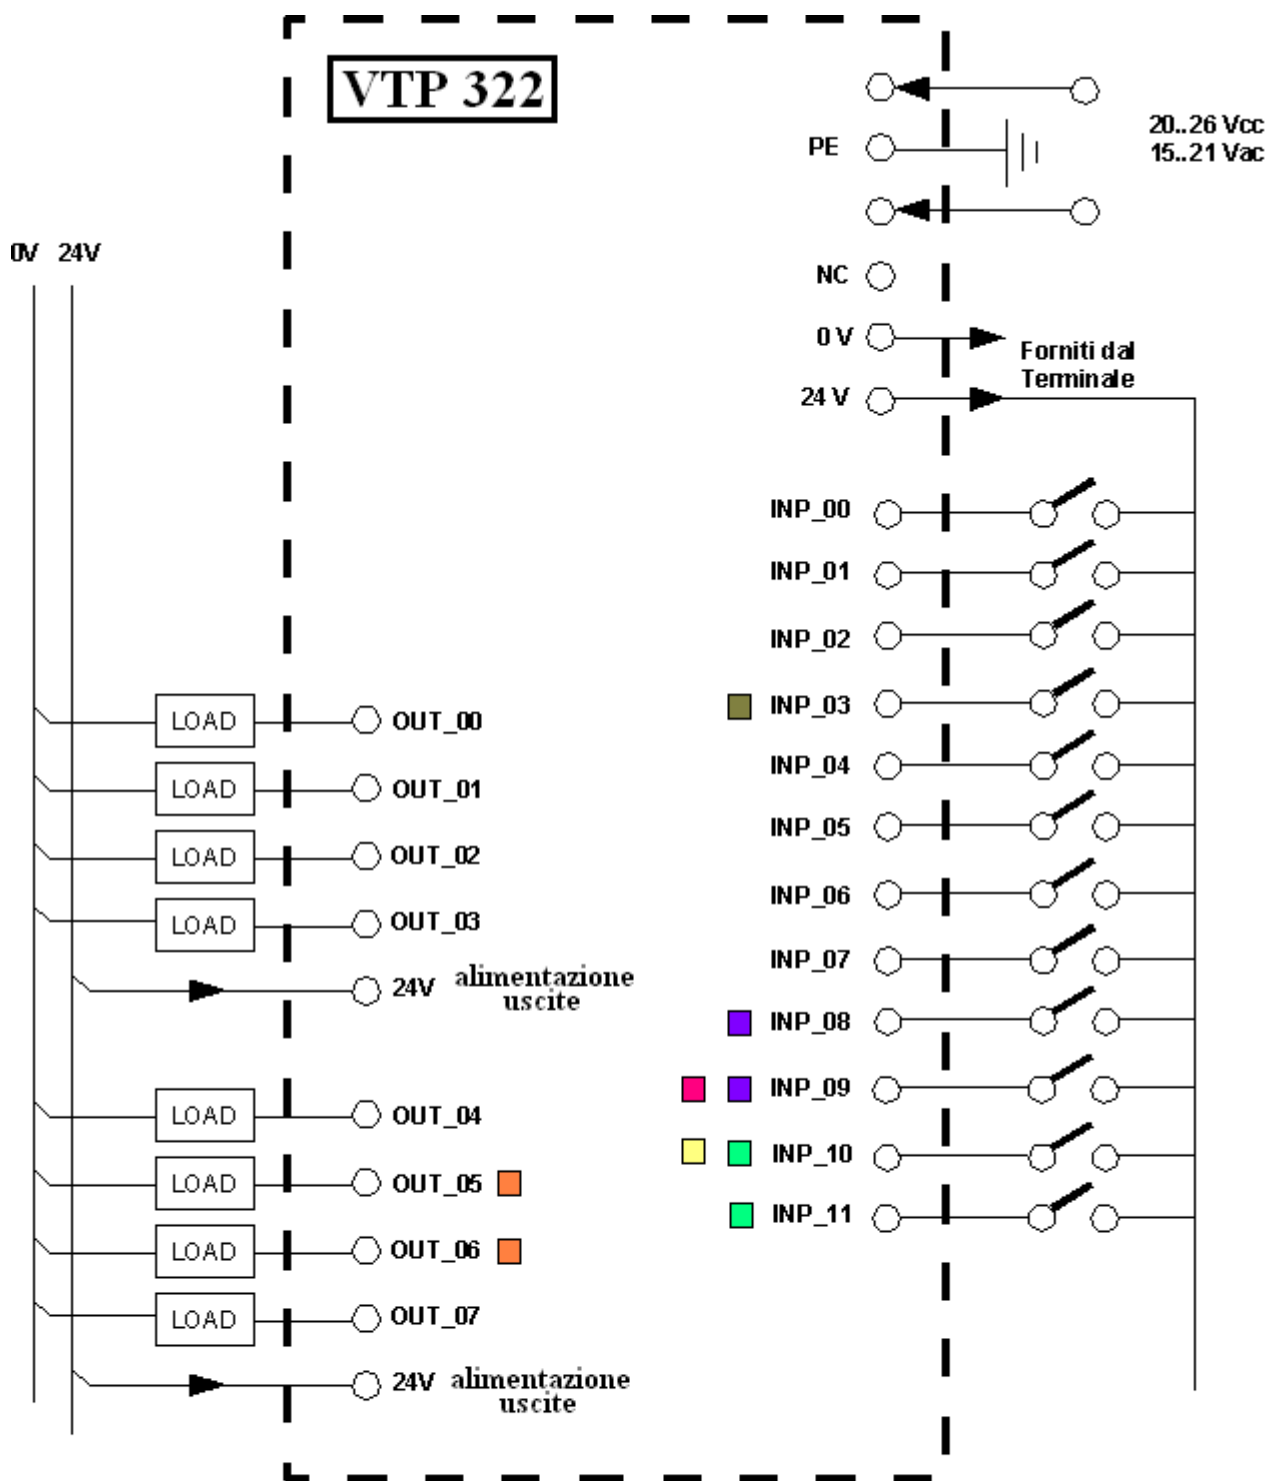 VTP 322
20..26 Vcc
15..21 Vac
PE
NC
0 V
24 V
Forniti dal
Terminale
0V 24V
INP_00
INP_01
INP_02
INP_03
INP_04
INP_05
INP_06
INP_07
INP_08
INP_09
INP_10
INP_11
LOAD OUT_00
LOAD OUT_01
LOAD OUT_02
LOAD OUT_03
24V alimentazione
uscite
LOAD OUT_04
LOAD OUT_05
LOAD OUT_06
LOAD OUT_07
24V alimentazione
uscite